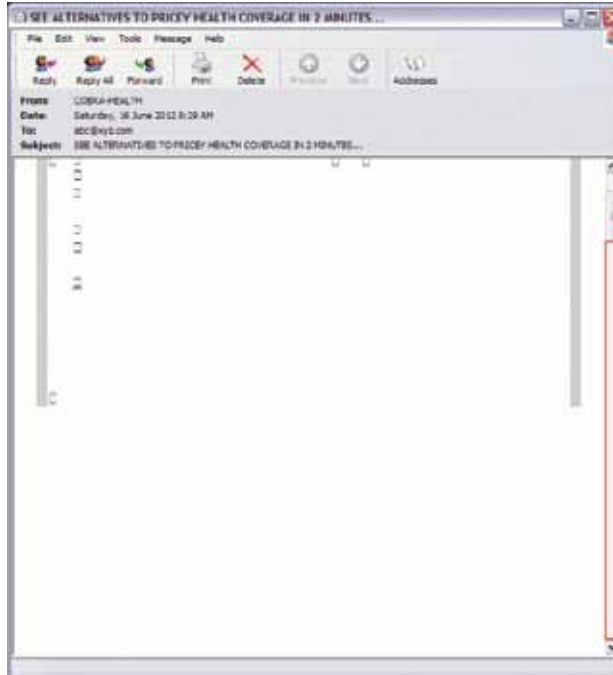 SEE ALTERNATIVES TO PRICEY HEALTH COVERAGE IN 2 MINUTES...
File Edit View Tools Message Help
Reply Reply All Forward Print Delete Previous Next Addresses
From: COBRA-HEALTH
Date: Saturday, 16 June 2012 8:29 AM
To: abc@xyz.com
Subject: SEE ALTERNATIVES TO PRICEY HEALTH COVERAGE IN 2 MINUTES...